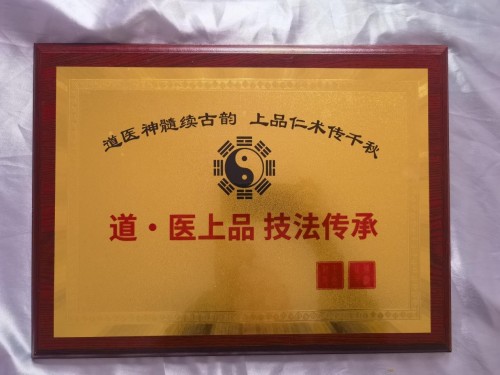 道医神髓续古韵 上品仁术传千秋
道·医上品 技法传承